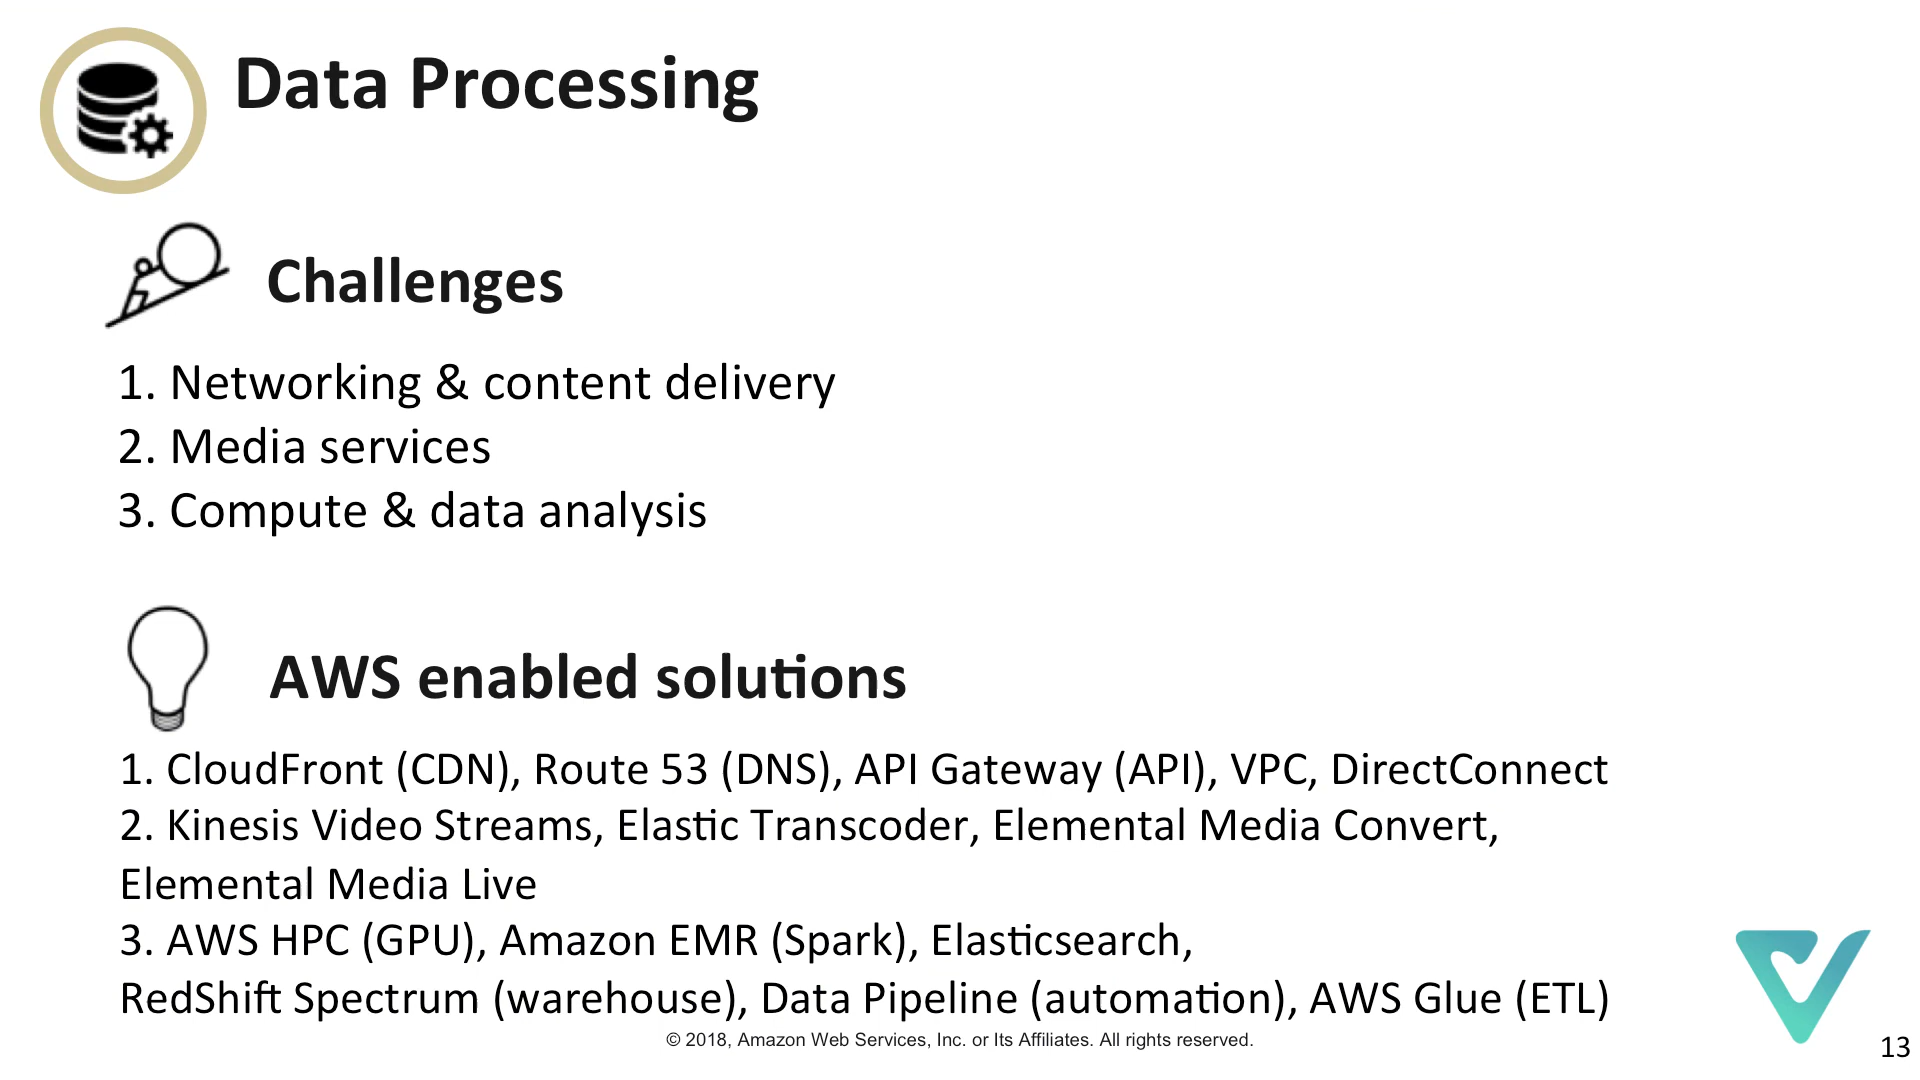 Data Processing
Challenges
1. Networking & content delivery
2. Media services
3. Compute & data analysis
AWS enabled solutions
1. CloudFront (CDN), Route 53 (DNS), API Gateway (API), VPC, DirectConnect
2. Kinesis Video Streams, Elastic Transcoder, Elemental Media Convert,
Elemental Media Live
3. AWS HPC (GPU), Amazon EMR (Spark), Elasticsearch,
RedShift Spectrum (warehouse), Data Pipeline (automation), AWS Glue (ETL)
© 2018, Amazon Web Services, Inc. or Its Affiliates. All rights reserved.
13